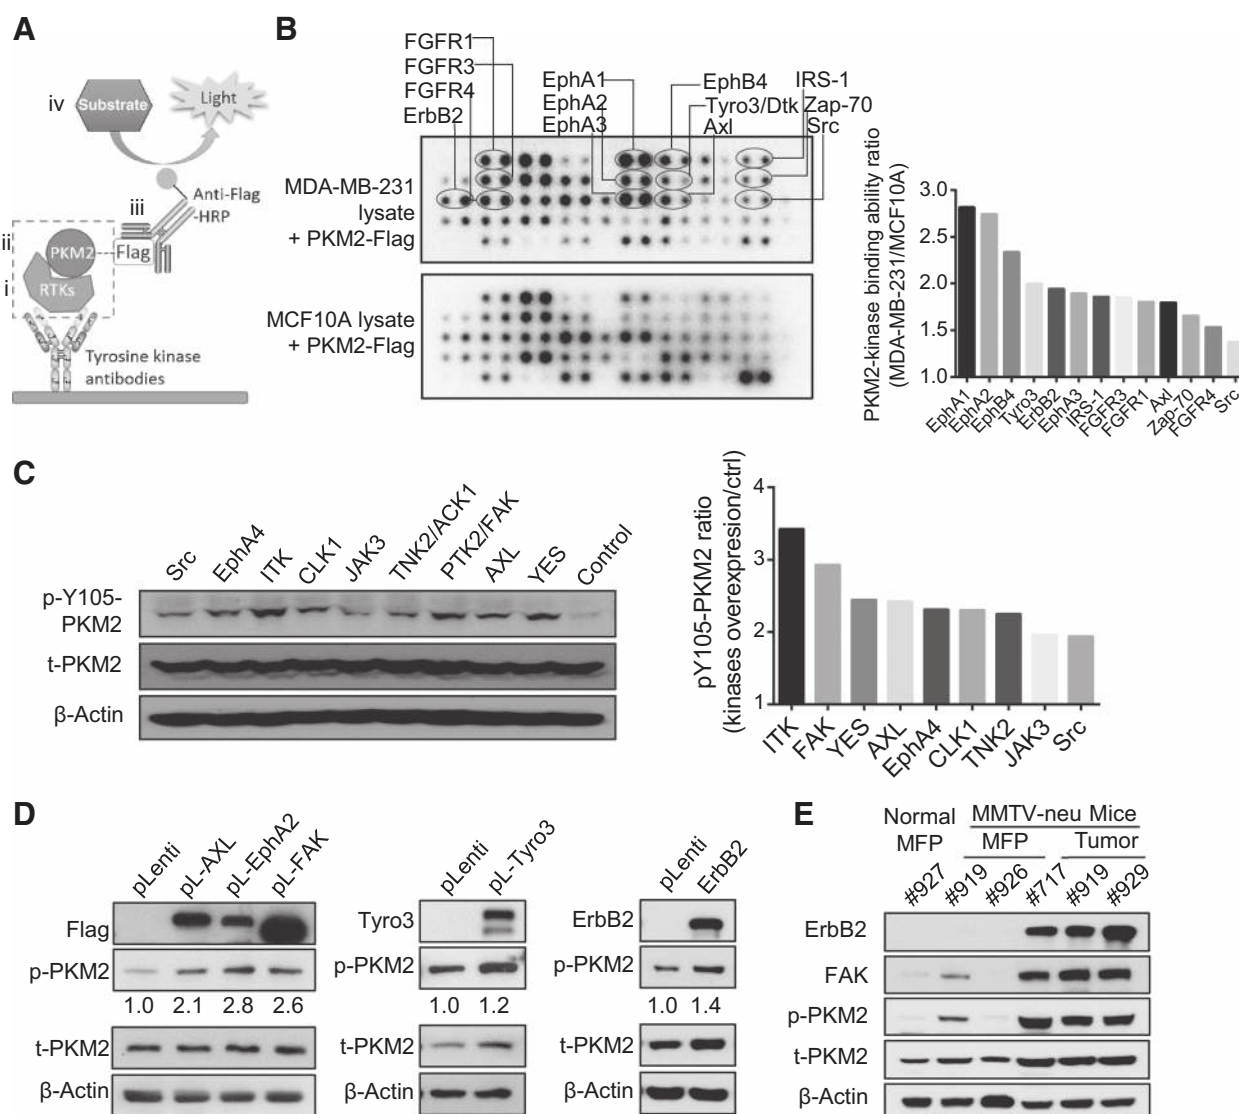 A
iv
Substrate
Light
Anti-Flag
-HRP
iii
ii
PKM2
Flag
i
RTKs
Tyrosine kinase
antibodies
B
FGFR1
FGFR3
FGFR4
ErbB2
EphA1
EphA2
EphA3
EphB4
Tyro3/Dtk
Axl
IRS-1
Zap-70
Src
MDA-MB-231
lysate
+ PKM2-Flag
MCF10A lysate
+ PKM2-Flag
PKM2-kinase binding ability ratio
(MDA-MB-231/MCF10A)
3.0
2.5
2.0
1.5
1.0
EphA1
EphA2
EphB4
Tyro3
ErbB2
EphA3
IRS-1
FGFR3
FGFR1
Axl
Zap-70
FGFR4
Src
C
Src
EphA4
ITK
CLK1
JAK3
TNK2/ACK1
PTK2/FAK
AXL
YES
Control
p-Y105-
PKM2
t-PKM2
β-Actin
pY105-PKM2 ratio
(kinases overexpression/ctrl)
4
3
2
1
ITK
FAK
YES
AXL
EphA4
CLK1
TNK2
JAK3
Src
D
pLenti
pL-AXL
pL-EphA2
pL-FAK
Flag
p-PKM2
1.0 2.1 2.8 2.6
t-PKM2
β-Actin
pLenti
pL-Tyro3
Tyro3
p-PKM2
1.0 1.2
t-PKM2
β-Actin
pLenti
ErbB2
ErbB2
p-PKM2
1.0 1.4
t-PKM2
β-Actin
E
Normal
MFP
MMTV-neu Mice
MFP
Tumor
#927
#919
#926
#717
#919
#929
ErbB2
FAK
p-PKM2
t-PKM2
β-Actin